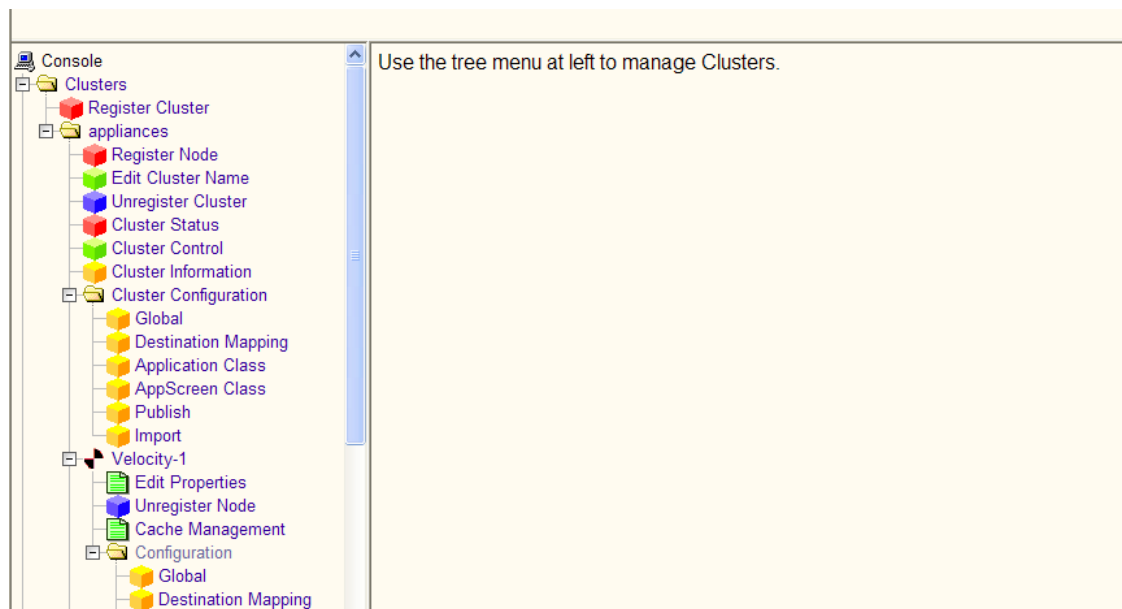 Console
Clusters
Register Cluster
appliances
Register Node
Edit Cluster Name
Unregister Cluster
Cluster Status
Cluster Control
Cluster Information
Cluster Configuration
Global
Destination Mapping
Application Class
AppScreen Class
Publish
Import
Velocity-1
Edit Properties
Unregister Node
Cache Management
Configuration
Global
Destination Mapping
Use the tree menu at left to manage Clusters.